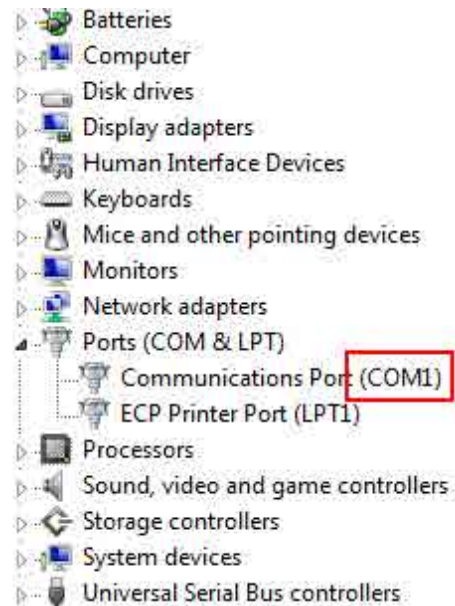 Batteries
Computer
Disk drives
Display adapters
Human Interface Devices
Keyboards
Mice and other pointing devices
Monitors
Network adapters
Ports (COM & LPT)
Communications Port (COM1)
ECP Printer Port (LPT1)
Processors
Sound, video and game controllers
Storage controllers
System devices
Universal Serial Bus controllers